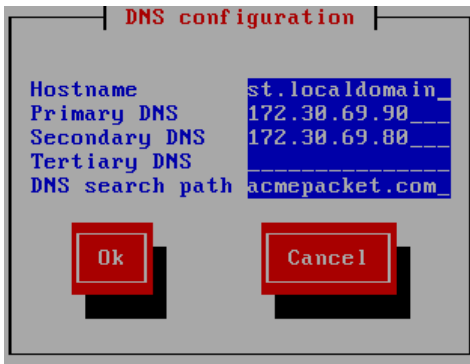 DNS configuration
Hostname st.localdomain_
Primary DNS 172.30.69.90___
Secondary DNS 172.30.69.80___
Tertiary DNS _______________
DNS search path acmepacket.com_
Ok Cancel